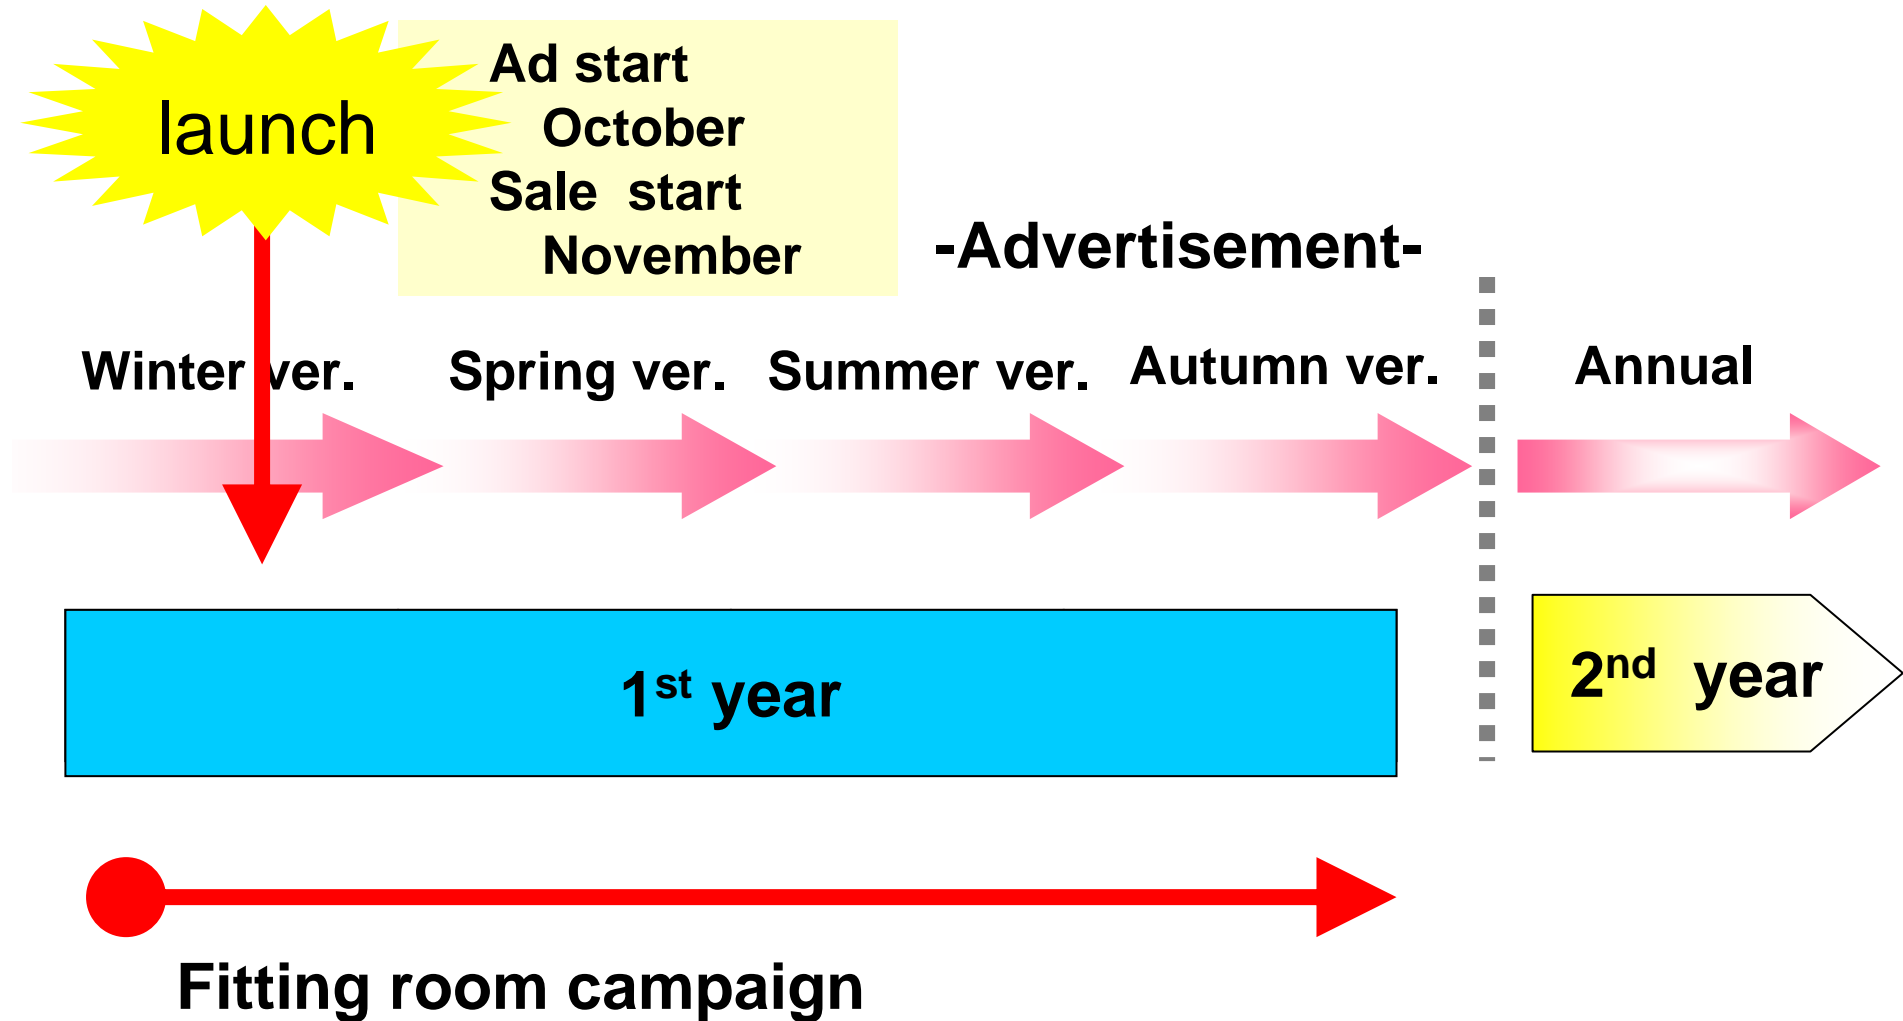 launch
Ad start
October
Sale start
November
-Advertisement-
Winter ver.
Spring ver.
Summer ver.
Autumn ver.
Annual
1st year
2nd year
Fitting room campaign